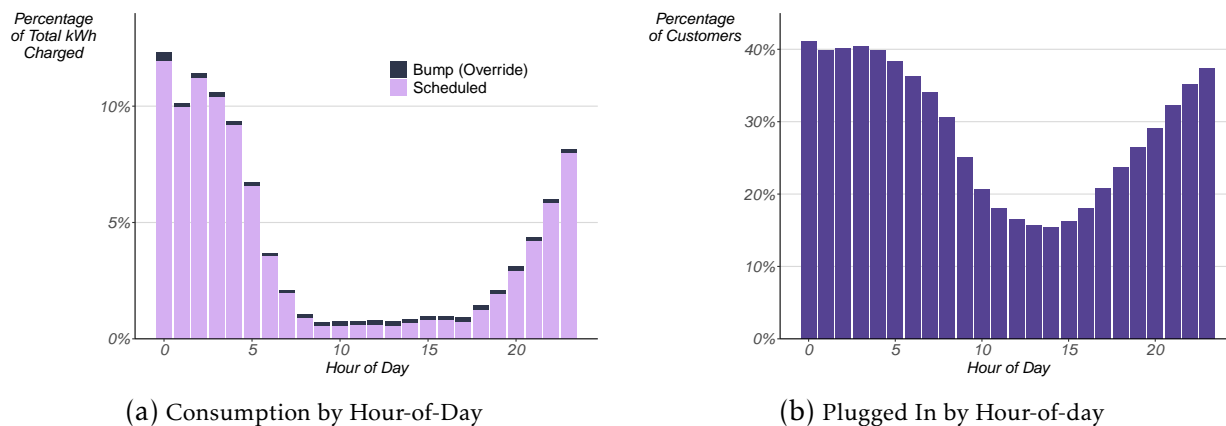 Percentage
of Total kWh
Charged
Bump (Override)
Scheduled
10%
5%
0%
0 5 10 15 20
Hour of Day
(a) Consumption by Hour-of-Day
Percentage
of Customers
40%
30%
20%
10%
0%
0 5 10 15 20
Hour of Day
(b) Plugged In by Hour-of-day